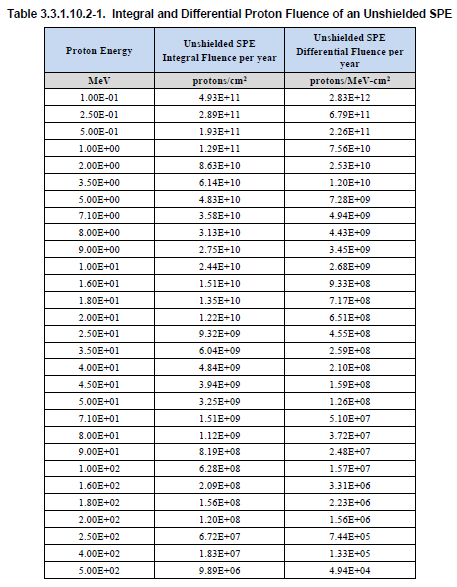 Table 3.3.1.10.2-1. Integral and Differential Proton Fluence of an Unshielded SPE
Proton Energy Unshielded SPE Integral Fluence per year Unshielded SPE Differential Fluence per year
MeV protons/cm² protons/MeV-cm²
1.00E-01 4.93E+11 2.83E+12
2.50E-01 2.89E+11 6.79E+11
5.00E-01 1.93E+11 2.26E+11
1.00E+00 1.29E+11 7.56E+10
2.00E+00 8.63E+10 2.53E+10
3.50E+00 6.14E+10 1.20E+10
5.00E+00 4.83E+10 7.28E+09
7.10E+00 3.58E+10 4.94E+09
8.00E+00 3.13E+10 4.43E+09
9.00E+00 2.75E+10 3.45E+09
1.00E+01 2.44E+10 2.68E+09
1.60E+01 1.51E+10 9.33E+08
1.80E+01 1.35E+10 7.17E+08
2.00E+01 1.22E+10 6.51E+08
2.50E+01 9.32E+09 4.55E+08
3.50E+01 6.04E+09 2.59E+08
4.00E+01 4.84E+09 2.10E+08
4.50E+01 3.94E+09 1.59E+08
5.00E+01 3.25E+09 1.26E+08
7.10E+01 1.51E+09 5.10E+07
8.00E+01 1.12E+09 3.72E+07
9.00E+01 8.19E+08 2.48E+07
1.00E+02 6.28E+08 1.57E+07
1.60E+02 2.09E+08 3.31E+06
1.80E+02 1.56E+08 2.23E+06
2.00E+02 1.20E+08 1.56E+06
2.50E+02 6.72E+07 7.44E+05
4.00E+02 1.83E+07 1.33E+05
5.00E+02 9.89E+06 4.94E+04